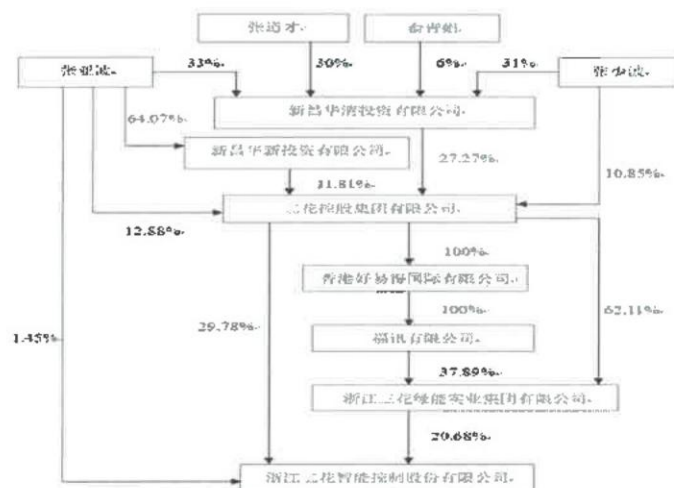 张道才 俞青娟
张亚波 33% 30% 6% 31% 张少波
新昌华清投资有限公司
64.07%
新昌华新投资有限公司 27.27%
11.81% 10.85%
三花控股集团有限公司
12.88%
100%
香港好易得国际有限公司
100% 62.11%
1.45% 29.78% 福讯有限公司
37.89%
浙江三花绿能实业集团有限公司
20.68%
浙江三花智能控制股份有限公司